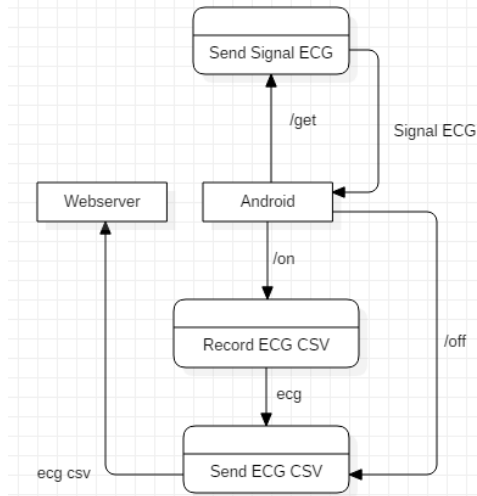 Send Signal ECG
/get
Signal ECG
Webserver
Android
/on
Record ECG CSV
/off
ecg
Send ECG CSV
ecg csv